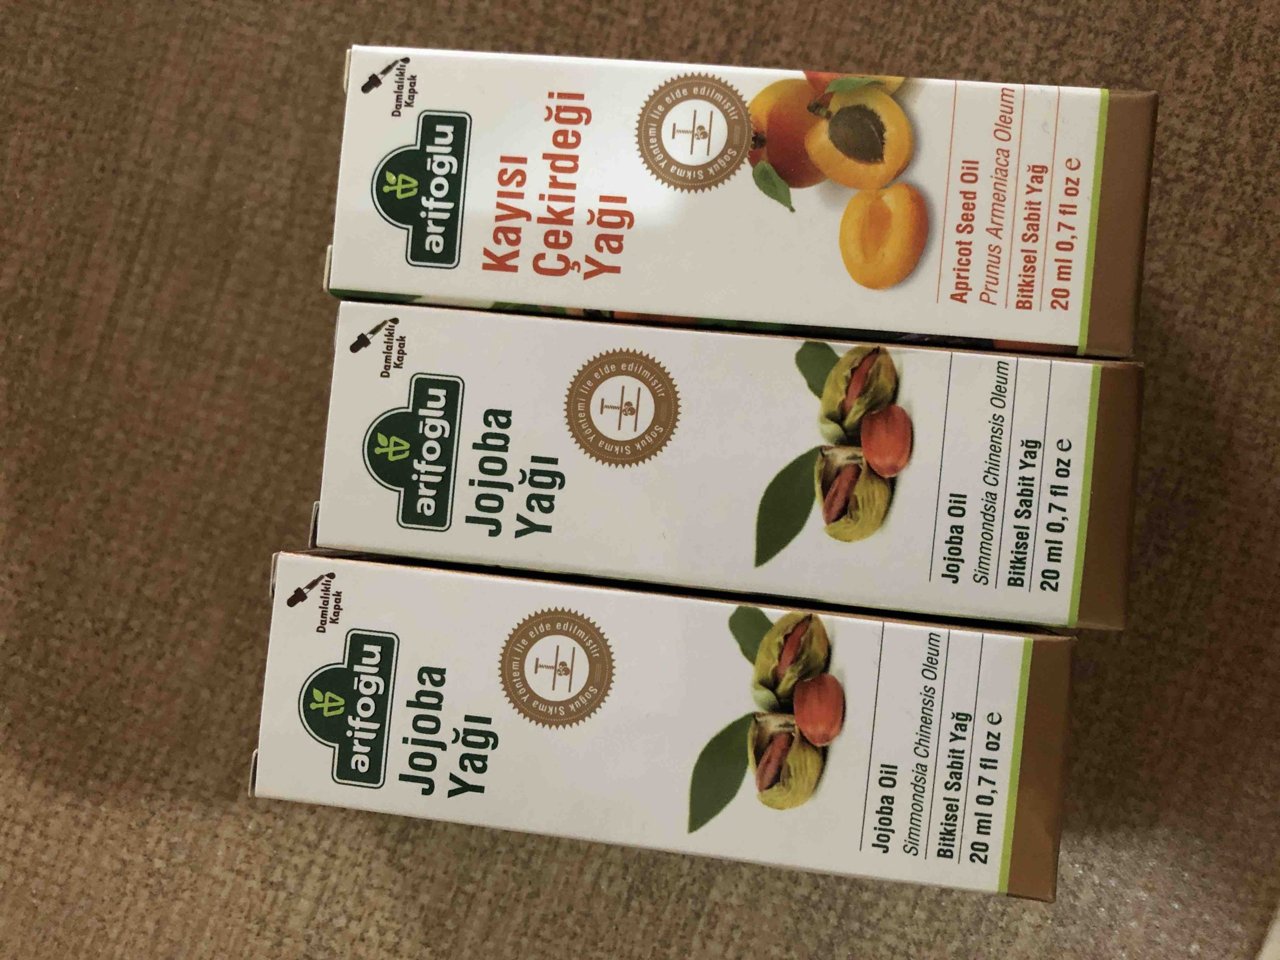 Damlalıklı
Kapak
arifoğlu
Kayısı
Çekirdeği
Yağı
Soğuk Sıkma Yöntemi İle elde edilmiştir
Apricot Seed Oil
Prunus Armeniaca Oleum
Bitkisel Sabit Yağ
20 ml 0,7 fl oz e
Damlalıklı
Kapak
arifoğlu
Jojoba
Yağı
Soğuk Sıkma Yöntemi İle elde edilmiştir
Jojoba Oil
Simmondsia Chinensis Oleum
Bitkisel Sabit Yağ
20 ml 0,7 fl oz e
Damlalıklı
Kapak
arifoğlu
Jojoba
Yağı
Soğuk Sıkma Yöntemi İle elde edilmiştir
Jojoba Oil
Simmondsia Chinensis Oleum
Bitkisel Sabit Yağ
20 ml 0,7 fl oz e